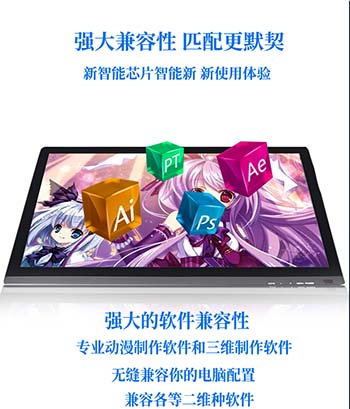 强大兼容性 匹配更默契
新智能芯片智能新 新使用体验
PT
Ae
Ai
Ps
强大的软件兼容性
专业动漫制作软件和三维制作软件
无缝兼容你的电脑配置
兼容各等二维种软件